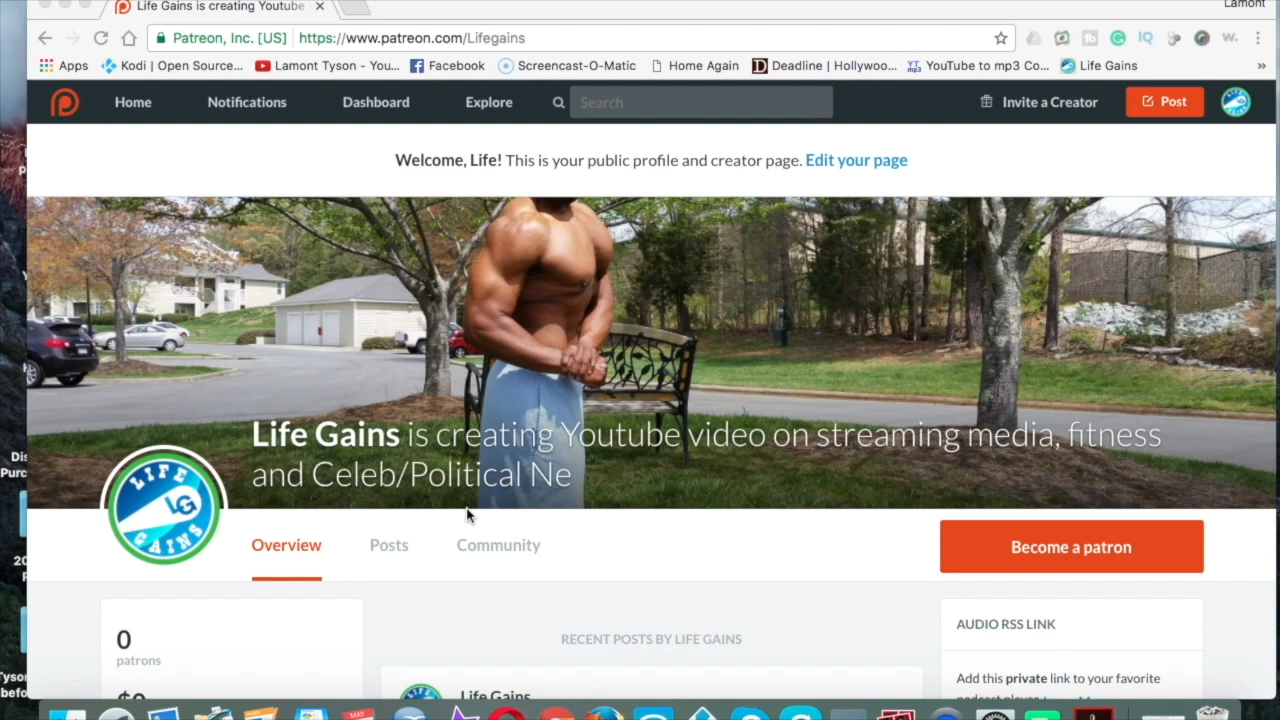 Life Gains is creating Youtube
Lamont
Patreon, Inc. [US]
https://www.patreon.com/Lifegains
Apps
Kodi | Open Source...
Lamont Tyson - You...
Facebook
Screencast-O-Matic
Home Again
Deadline | Hollywoo...
YouTube to mp3 Co...
Life Gains
»
Home
Notifications
Dashboard
Explore
Search
Invite a Creator
Post
Welcome, Life! This is your public profile and creator page. Edit your page
Life Gains is creating Youtube video on streaming media, fitness
and Celeb/Political Ne
LIFE
LG
GAINS
Overview
Posts
Community
Become a patron
0
patrons
RECENT POSTS BY LIFE GAINS
Life Gains
AUDIO RSS LINK
Add this private link to your favorite
MAY